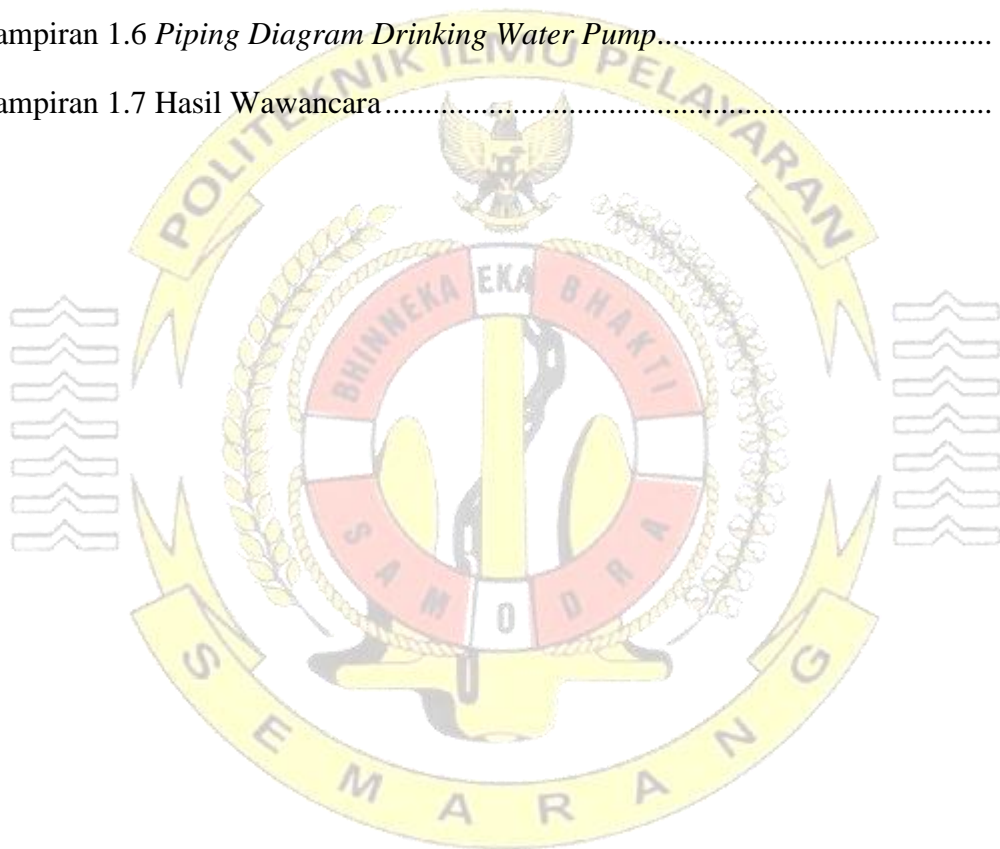 ampiran 1.6 Piping Diagram Drinking Water Pump..........................................
ampiran 1.7 Hasil Wawancara............................................................................
POLITEKNIK ILMU PELAYARAN
BHINNEKA EKA BHAKTI
SAMODRA
SEMARANG